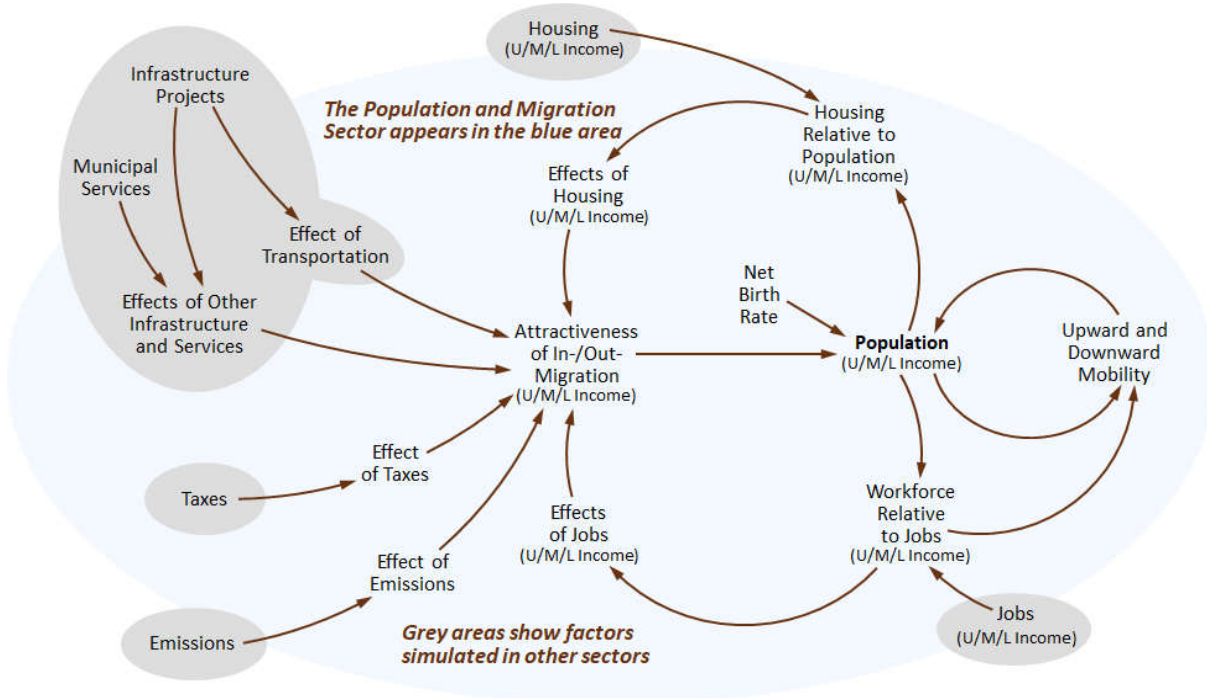 Housing
(U/M/L Income)
Infrastructure
Projects
The Population and Migration
Sector appears in the blue area
Housing
Relative to
Population
(U/M/L Income)
Municipal
Services
Effects of
Housing
(U/M/L Income)
Effect of
Transportation
Net
Birth
Rate
Effects of Other
Infrastructure
and Services
Attractiveness
of In-/Out-
Migration
(U/M/L Income)
Population
(U/M/L Income)
Upward and
Downward
Mobility
Effect
of Taxes
Taxes
Effects
of Jobs
(U/M/L Income)
Workforce
Relative
to Jobs
(U/M/L Income)
Effect of
Emissions
Emissions
Grey areas show factors
simulated in other sectors
Jobs
(U/M/L Income)